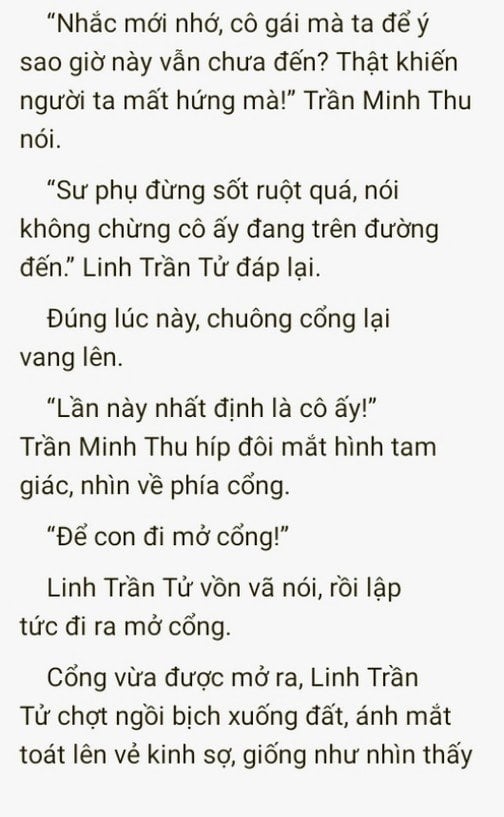 “Nhắc mới nhớ, cô gái mà ta để ý
sao giờ này vẫn chưa đến? Thật khiến
người ta mất hứng mà!” Trần Minh Thu
nói.
“Sư phụ đừng sốt ruột quá, nói
không chừng cô ấy đang trên đường
đến.” Linh Trần Tử đáp lại.
Đúng lúc này, chuông cổng lại
vang lên.
“Lần này nhất định là cô ấy!”
Trần Minh Thu híp đôi mắt hình tam
giác, nhìn về phía cổng.
“Để con đi mở cổng!”
Linh Trần Tử vồn vã nói, rồi lập
tức đi ra mở cổng.
Cổng vừa được mở ra, Linh Trần
Tử chợt ngồi bịch xuống đất, ánh mắt
toát lên vẻ kinh sợ, giống như nhìn thấy